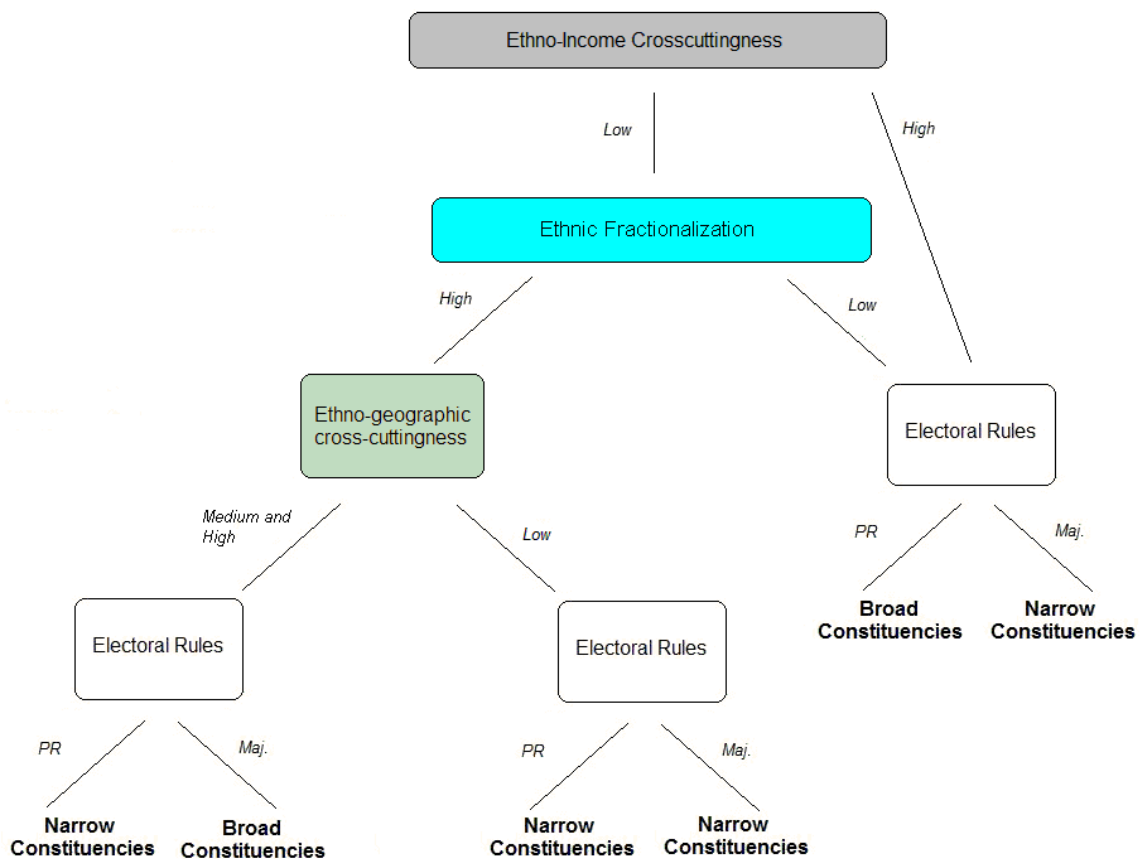 Ethno-Income Crosscuttingness
Low
High
Ethnic Fractionalization
High
Low
Ethno-geographic
cross-cuttingness
Electoral Rules
Medium and
High
Low
PR
Maj.
Broad
Constituencies
Narrow
Constituencies
Electoral Rules
Electoral Rules
PR
Maj.
PR
Maj.
Narrow
Constituencies
Broad
Constituencies
Narrow
Constituencies
Narrow
Constituencies